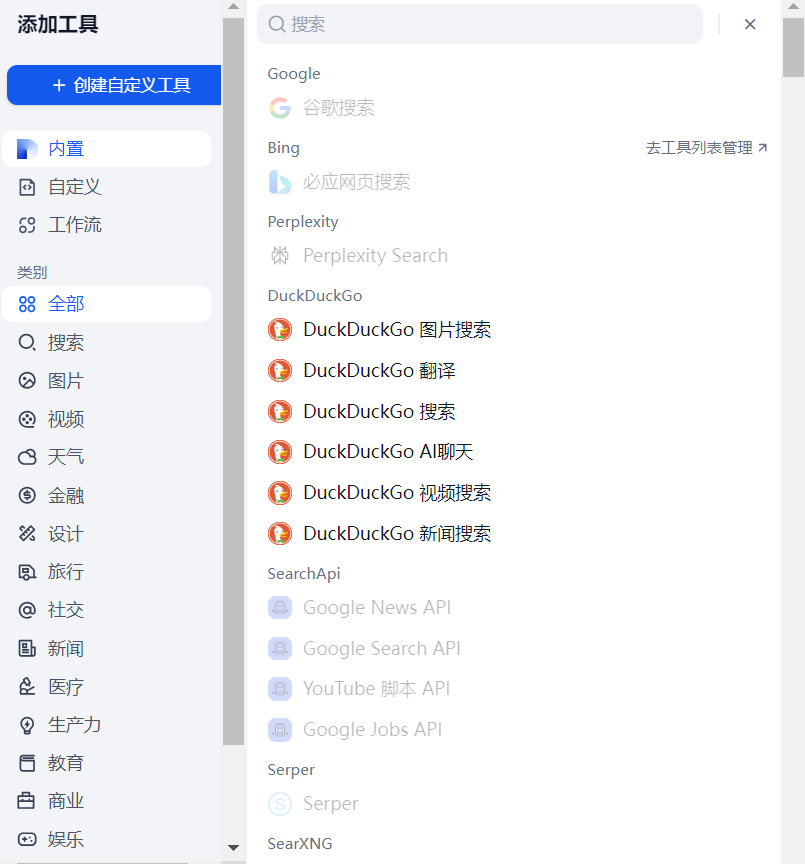 添加工具
创建自定义工具
内置
自定义
工作流
类别
全部
搜索
图片
视频
天气
金融
设计
旅行
社交
新闻
医疗
生产力
教育
商业
娱乐
搜索
Google
谷歌搜索
Bing
去工具列表管理
必应网页搜索
Perplexity
Perplexity Search
DuckDuckGo
DuckDuckGo 图片搜索
DuckDuckGo 翻译
DuckDuckGo 搜索
DuckDuckGo AI聊天
DuckDuckGo 视频搜索
DuckDuckGo 新闻搜索
SearchApi
Google News API
Google Search API
YouTube 脚本 API
Google Jobs API
Serper
Serper
SearXNG